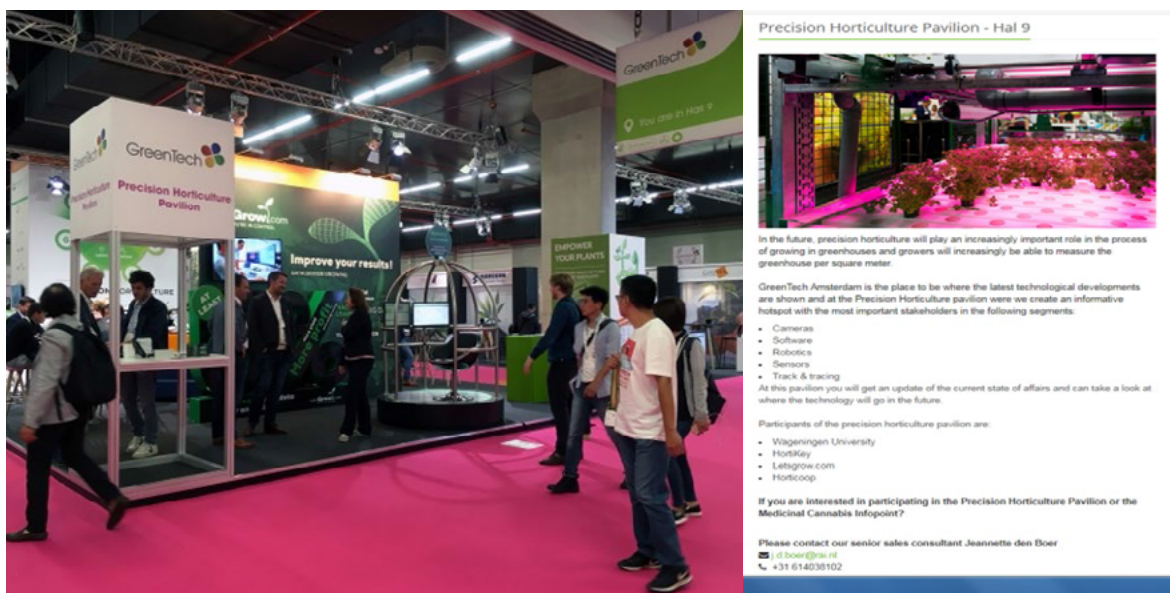 GreenTech
You are in Hal 9
GreenTech
GreenTech
Precision Horticulture
Pavilion
Precision Horticulture
Pavilion
Grow.com
Improve your results!
AT
LEAST
More profit
EMPOWER
YOUR PLANTS
Precision Horticulture Pavilion - Hal 9
In the future, precision horticulture will play an increasingly important role in the process
of growing in greenhouses and growers will increasingly be able to measure the
greenhouse per square meter.
GreenTech Amsterdam is the place to be where the latest technological developments
are shown and at the Precision Horticulture pavilion were we create an informative
hotspot with the most important stakeholders in the following segments:
• Cameras
• Software
• Robotics
• Sensors
• Track & tracing
At this pavilion you will get an update of the current state of affairs and can take a look at
where the technology will go in the future.
Participants of the precision horticulture pavilion are:
• Wageningen University
• HortiKey
• Letsgrow.com
• Horticoop
If you are interested in participating in the Precision Horticulture Pavilion or the
Medicinal Cannabis Infopoint?
Please contact our senior sales consultant Jeannette den Boer
j.d.boer@rai.nl
+31 614038102